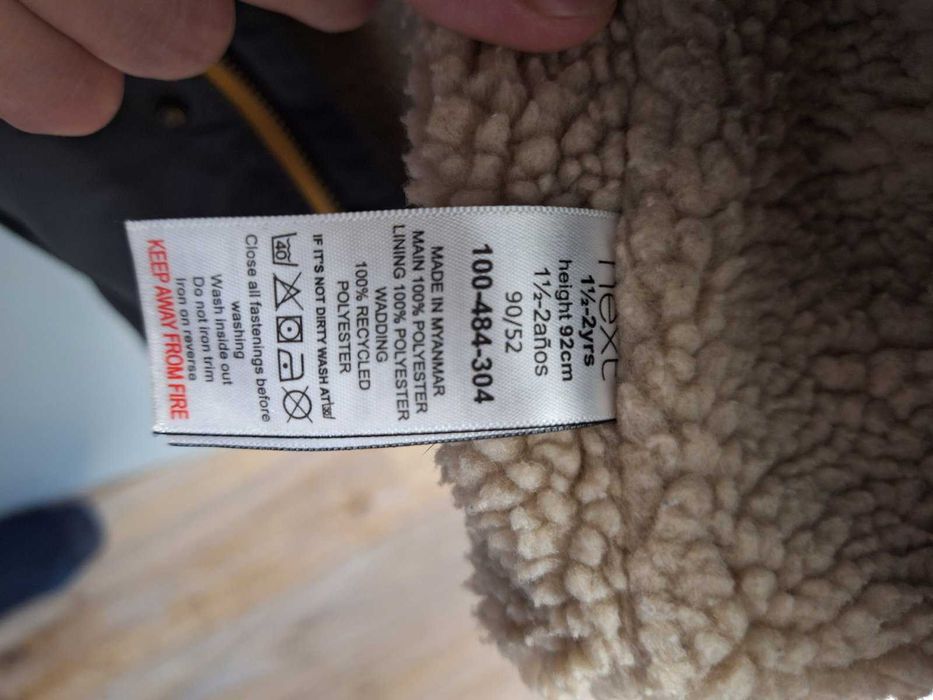 next
1½-2yrs
height 92cm
1½-2años
90/52
100-484-304
MADE IN MYANMAR
MAIN 100% POLYESTER
LINING 100% POLYESTER
WADDING
100% RECYCLED
POLYESTER
IF IT'S NOT DIRTY WASH AT 30
40
Close all fastenings before
washing
Wash inside out
Do not iron trim
Iron on reverse
KEEP AWAY FROM FIRE